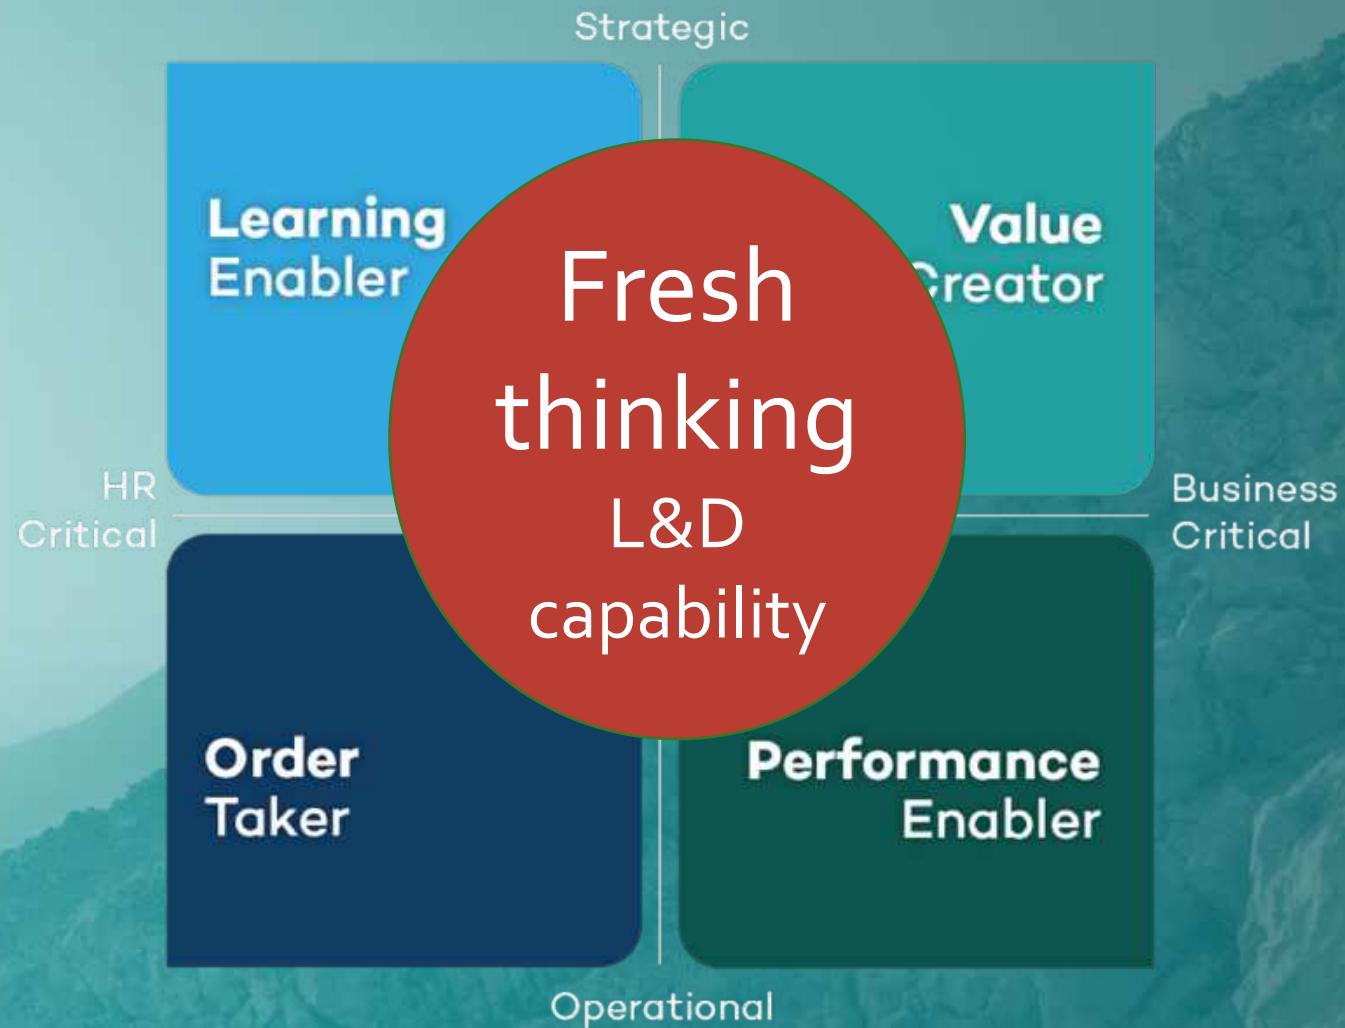 Strategic
Learning
Enabler
Value
Creator
Fresh
thinking
L&D
capability
HR
Critical
Business
Critical
Order
Taker
Performance
Enabler
Operational